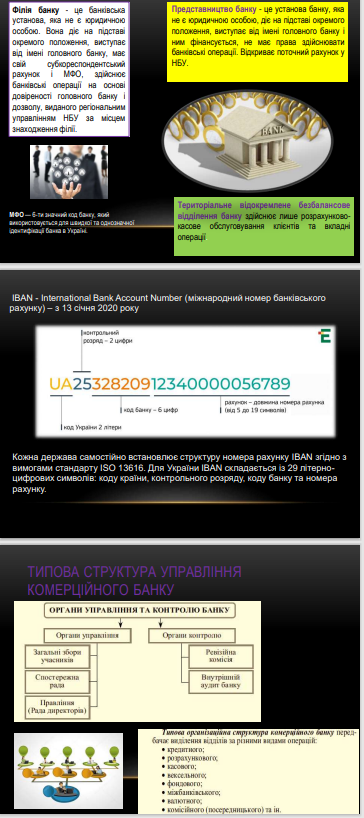 Філія банку - це банківська
установа, яка не є юридичною
особою. Вона діє на підставі
окремого положення, виступає
від імені головного банку, має
свій субкореспондентський
рахунок і МФО, здійснює
банківські операції на основі
довіреності головного банку і
дозволу, виданого регіональним
управлінням НБУ за місцем
знаходження філії.
Представництво банку - це установа банку, яка
не є юридичною особою, діє на підставі окремого
положення, виступає від імені головного банку і
ним фінансується, не має права здійснювати
банківські операції. Відкриває поточний рахунок у
НБУ.
BANK
МФО — 6-ти значний код банку, який
використовується для швидкої та однозначної
ідентифікації банка в Україні.
Територіальне відокремлене безбалансове
відділення банку здійснює лише розрахунково-
касове обслуговування клієнтів та вкладні
операції
IBAN - International Bank Account Number (міжнародний номер банківського
рахунку) – з 13 січня 2020 року
контрольний
розряд – 2 цифри
UA2532820912340000056789
код банку – 6 цифр
рахунок – довжина номера рахунка
(від 5 до 19 символів)
код України 2 літери
Кожна держава самостійно встановлює структуру номера рахунку IBAN згідно з
вимогами стандарту ISO 13616. Для України IBAN складається із 29 літерно-
цифрових символів: коду країни, контрольного розряду, коду банку та номера
рахунку.
ТИПОВА СТРУКТУРА УПРАВЛІННЯ
КОМЕРЦІЙНОГО БАНКУ
ОРГАНИ УПРАВЛІННЯ ТА КОНТРОЛЮ БАНКУ
Органи управління
Органи контролю
Загальні збори
учасників
Ревізійна
комісія
Спостережна
рада
Внутрішній
аудит банку
Правління
(Рада директорів)
Типова організаційна структура комерційного банку перед-
бачає виділення відділів за різними видами операцій:
• кредитного;
• розрахункового;
• касового;
• вексельного;
• фондового;
• міжбанківського;
• валютного;
• комісійного (посередницького) та ін.